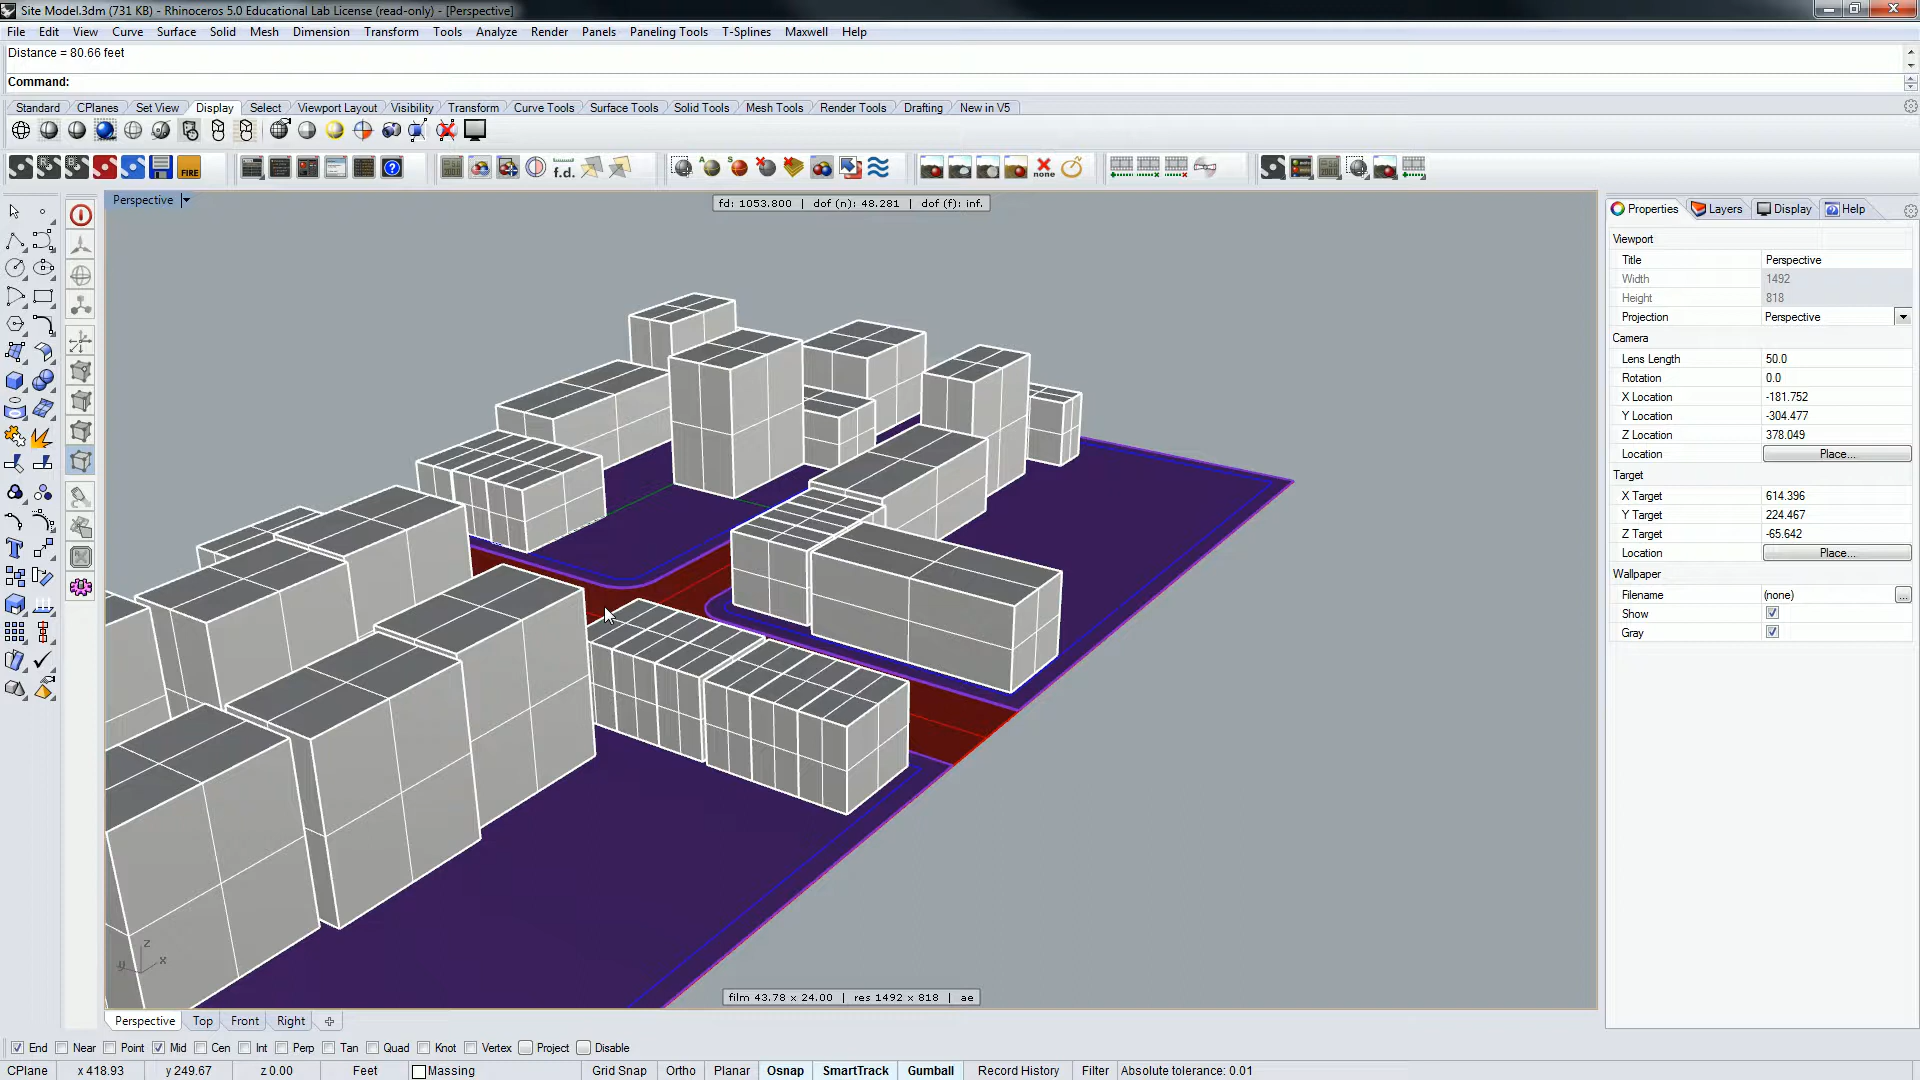 Site Model.3dm (731 KB) - Rhinoceros 5.0 Educational Lab License (read-only) - [Perspective]
File Edit View Curve Surface Solid Mesh Dimension Transform Tools Analyze Render Panels Paneling Tools T-Splines Maxwell Help
Distance = 80.66 feet
Command:
Standard CPlanes Set View Display Select Viewport Layout Visibility Transform Curve Tools Surface Tools Solid Tools Mesh Tools Render Tools Drafting New in V5
FIRE f.d. none
Perspective
fd: 1053.800 | dof (n): 48.281 | dof (f): inf.
Properties Layers Display Help
Viewport
Title Perspective
Width 1492
Height 818
Projection Perspective
Camera
Lens Length 50.0
Rotation 0.0
X Location -181.752
Y Location -304.477
Z Location 378.049
Location Place...
Target
X Target 614.396
Y Target 224.467
Z Target -65.642
Location Place...
Wallpaper
Filename (none) ...
Show
Gray
z
y x
film 43.78 x 24.00 | res 1492 x 818 | ae
Perspective Top Front Right
End Near Point Mid Cen Int Perp Tan Quad Knot Vertex Project Disable
CPlane x 418.93 y 249.67 z 0.00 Feet Massing Grid Snap Ortho Planar Osnap SmartTrack Gumball Record History Filter Absolute tolerance: 0.01